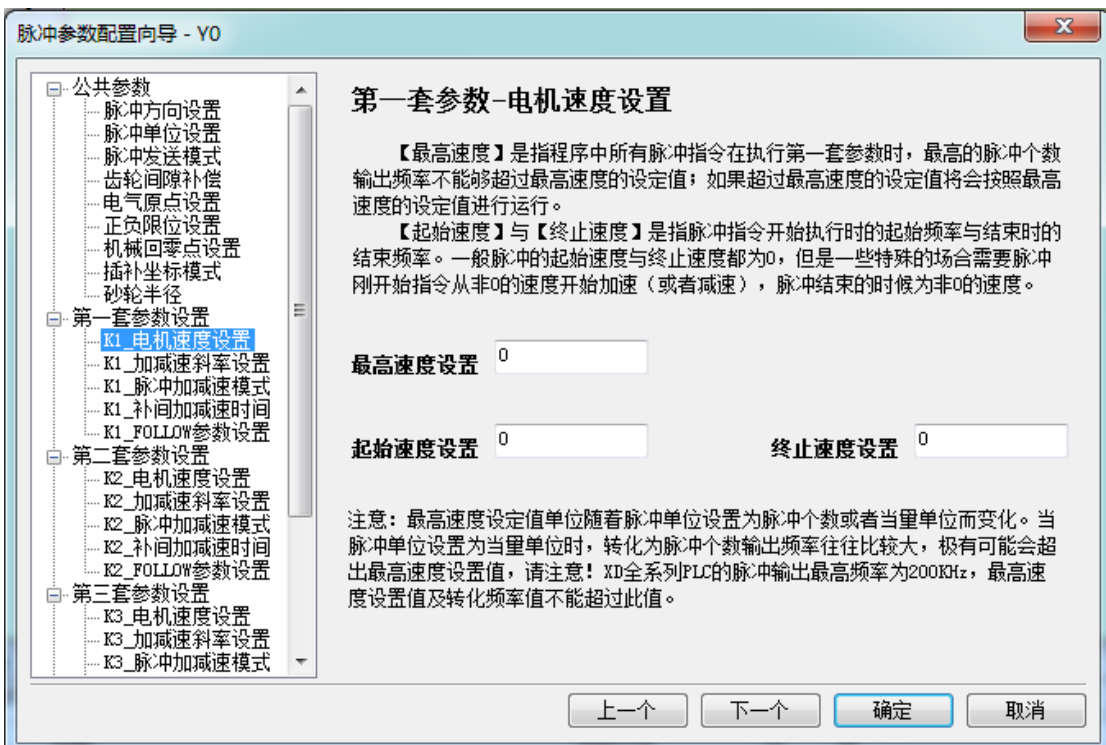 脉冲参数配置向导 - Y0
公共参数
脉冲方向设置
脉冲单位设置
脉冲发送模式
齿轮间隙补偿
电气原点设置
正负限位设置
机械回零点设置
插补坐标模式
砂轮半径
第一套参数设置
K1_电机速度设置
K1_加减速斜率设置
K1_脉冲加减速模式
K1_补间加减速时间
K1_FOLLOW参数设置
第二套参数设置
K2_电机速度设置
K2_加减速斜率设置
K2_脉冲加减速模式
K2_补间加减速时间
K2_FOLLOW参数设置
第三套参数设置
K3_电机速度设置
K3_加减速斜率设置
K3_脉冲加减速模式
第一套参数-电机速度设置
【最高速度】是指程序中所有脉冲指令在执行第一套参数时，最高的脉冲个数
输出频率不能够超过最高速度的设定值；如果超过最高速度的设定值将会按照最高
速度的设定值进行运行。
【起始速度】与【终止速度】是指脉冲指令开始执行时的起始频率与结束时的
结束频率。一般脉冲的起始速度与终止速度都为0，但是一些特殊的场合需要脉冲
刚开始指令从非0的速度开始加速（或者减速），脉冲结束的时候为非0的速度。
最高速度设置 0
起始速度设置 0 终止速度设置 0
注意：最高速度设定值单位随着脉冲单位设置为脉冲个数或者当量单位而变化。当
脉冲单位设置为当量单位时，转化为脉冲个数输出频率往往比较大，极有可能会超
出最高速度设置值，请注意！XD全系列PLC的脉冲输出最高频率为200KHz，最高速
度设置值及转化频率值不能超过此值。
上一个 下一个 确定 取消